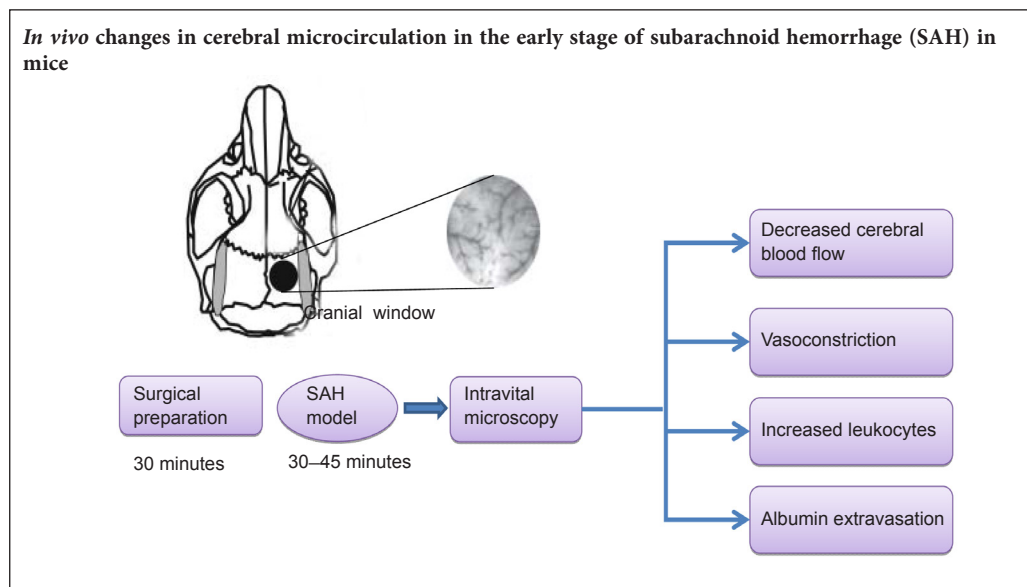 In vivo changes in cerebral microcirculation in the early stage of subarachnoid hemorrhage (SAH) in
mice
Cranial window
Surgical
preparation
30 minutes
SAH
model
30–45 minutes
Intravital
microscopy
Decreased cerebral
blood flow
Vasoconstriction
Increased leukocytes
Albumin extravasation